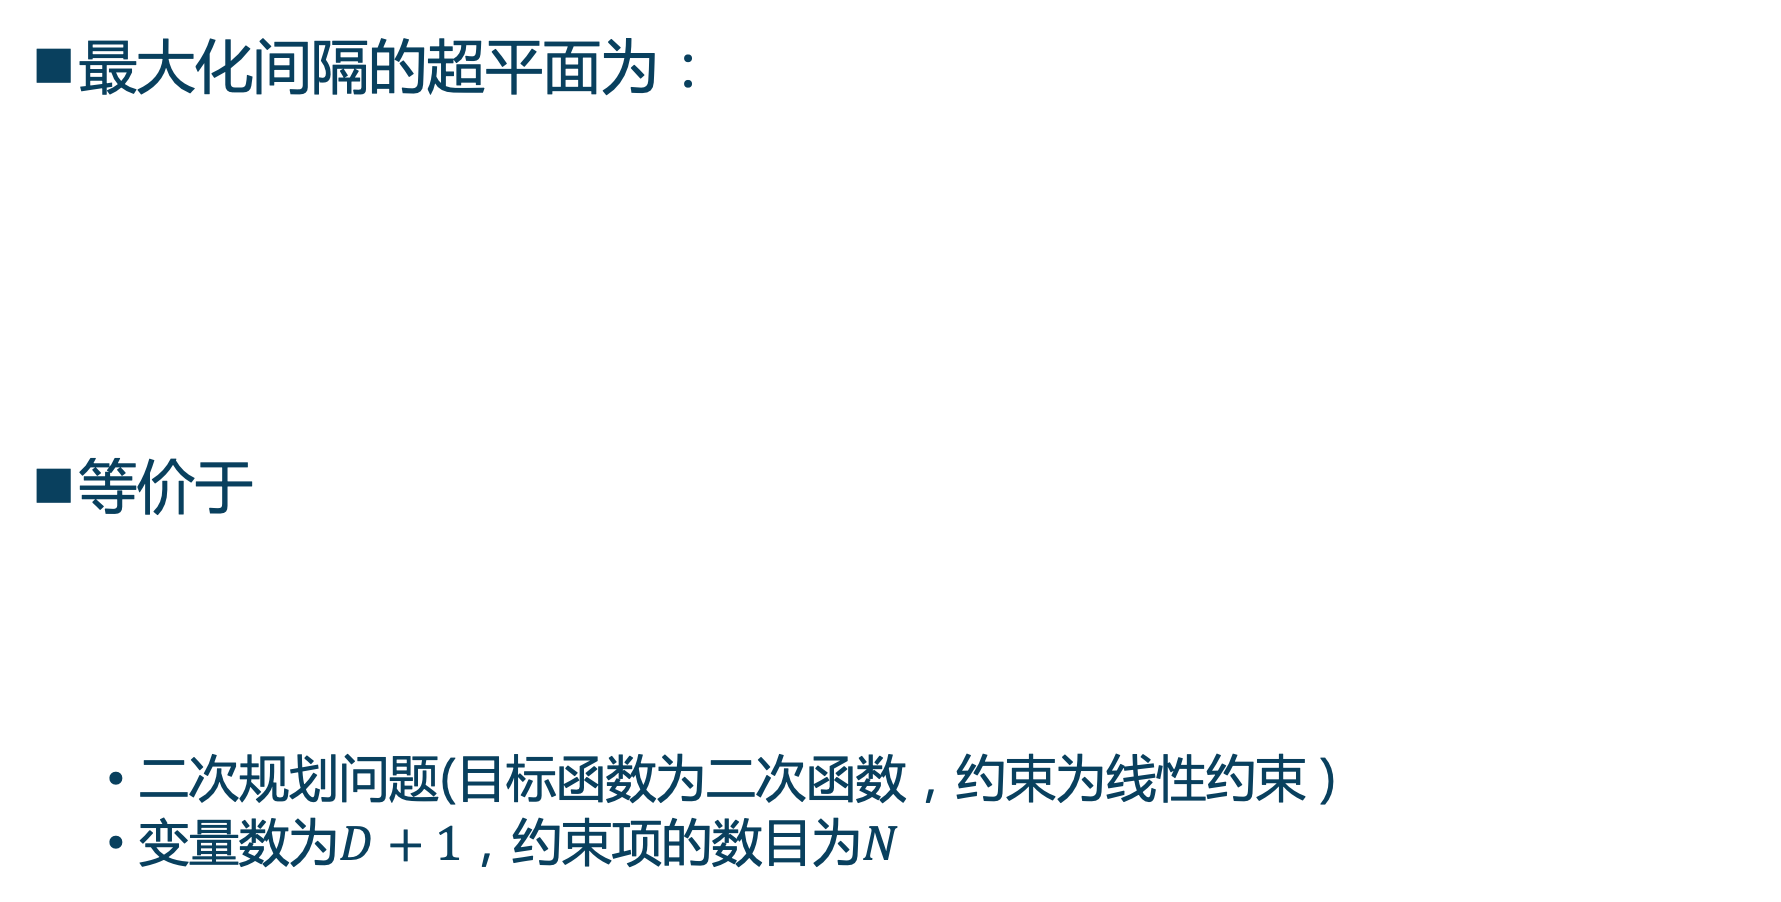 ■最大化间隔的超平面为：
■等价于
• 二次规划问题(目标函数为二次函数，约束为线性约束）
• 变量数为D + 1，约束项的数目为N